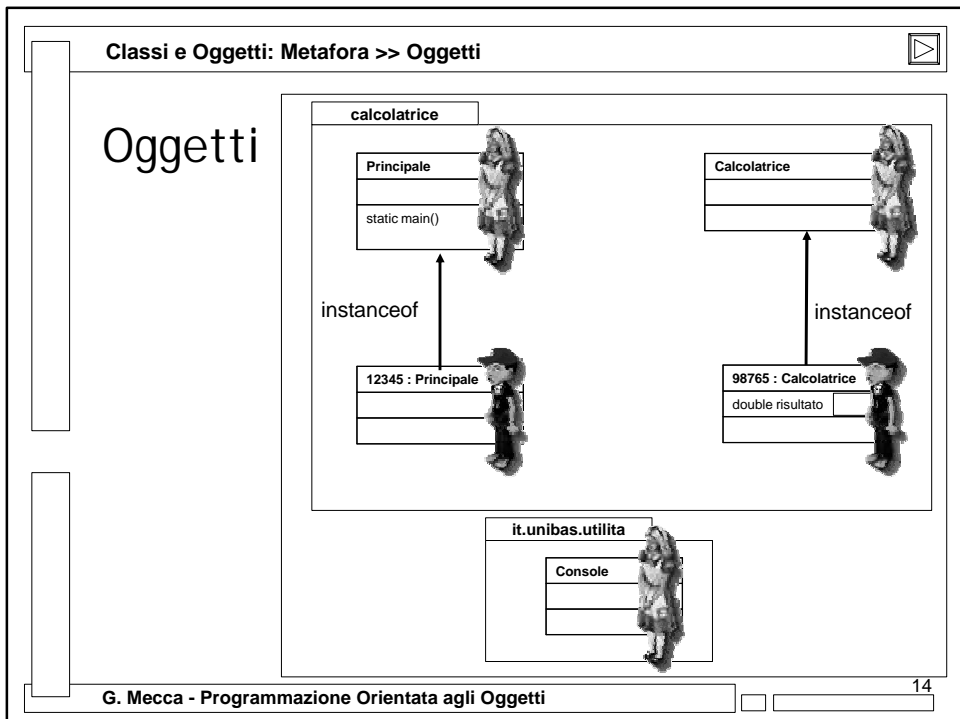 Classi e Oggetti: Metafora >> Oggetti
Oggetti
calcolatrice
Principale
static main()
Calcolatrice
instanceof
instanceof
12345 : Principale
98765 : Calcolatrice
double risultato
it.unibas.utilita
Console
G. Mecca - Programmazione Orientata agli Oggetti
14